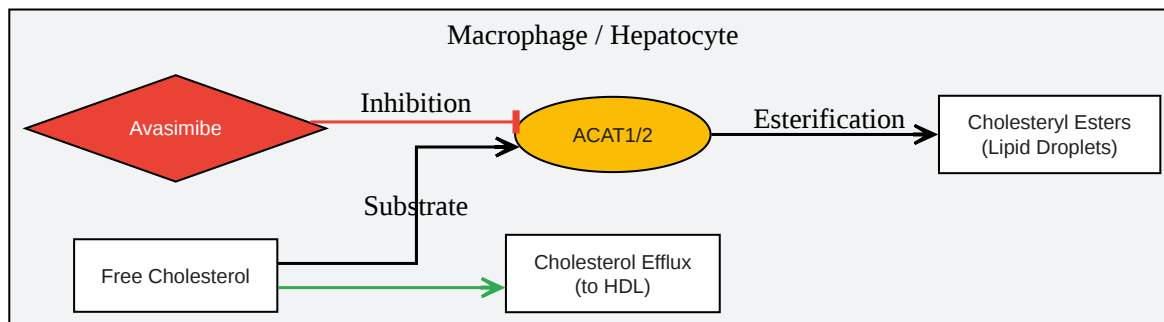 Macrophage / Hepatocyte
Avasimibe
Inhibition
ACAT1/2
Esterification
Cholesteryl Esters
(Lipid Droplets)
Substrate
Free Cholesterol
Cholesterol Efflux
(to HDL)